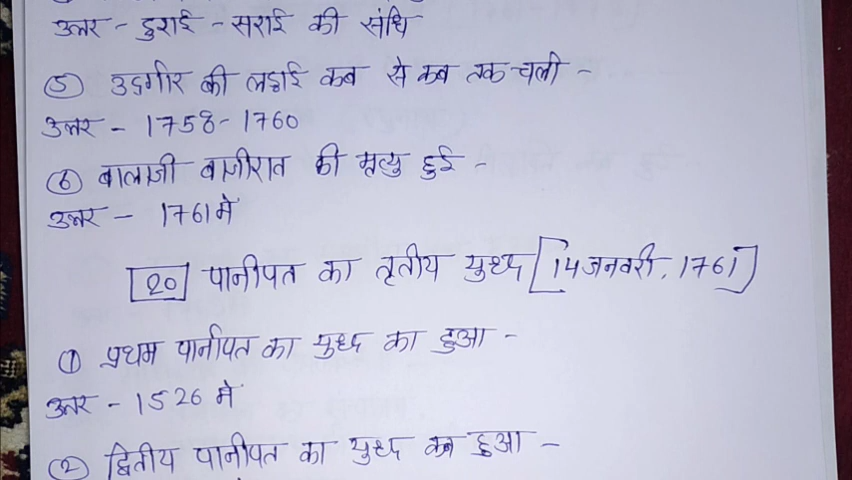 उत्तर - दुराई - सराई की संधि
⑤ उदगीर की लड़ाई कब से कब तक चली -
उत्तर - 1758-1760
⑥ बालाजी बाजीराव की मृत्यु हुई -
उत्तर - 1761 में
[20] पानीपत का तृतीय युध्द [14 जनवरी, 1761]
① प्रथम पानीपत का युध्द का हुआ -
उत्तर - 1526 में
② द्वितीय पानीपत का युध्द कब हुआ -